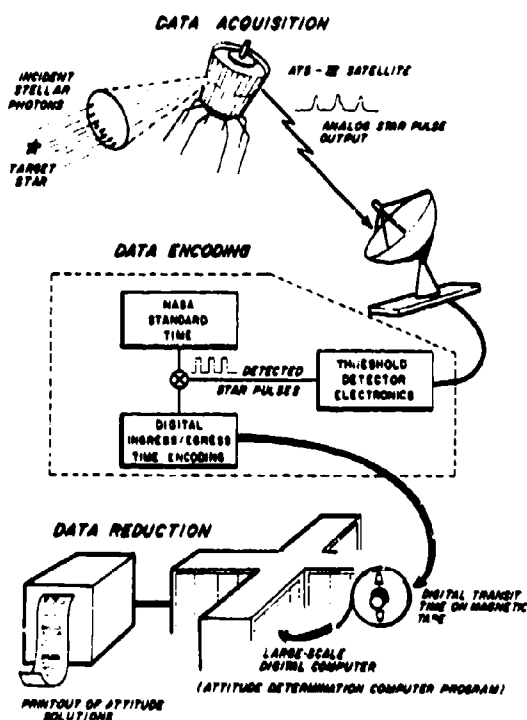 DATA ACQUISITION
INCIDENT
STELLAR
PHOTONS
TARGET
STAR
ATS-III SATELLITE
ANALOG STAR PULSE
OUTPUT
DATA ENCODING
NASA
STANDARD
TIME
DETECTED
STAR PULSES
THRESHOLD
DETECTOR
ELECTRONICS
DIGITAL
INGRESS/EGRESS
TIME ENCODING
DATA REDUCTION
DIGITAL TRANSIT
TIME ON MAGNETIC
TAPE
LARGE-SCALE
DIGITAL COMPUTER
(ATTITUDE DETERMINATION COMPUTER PROGRAM)
PRINTOUT OF ATTITUDE
SOLUTIONS